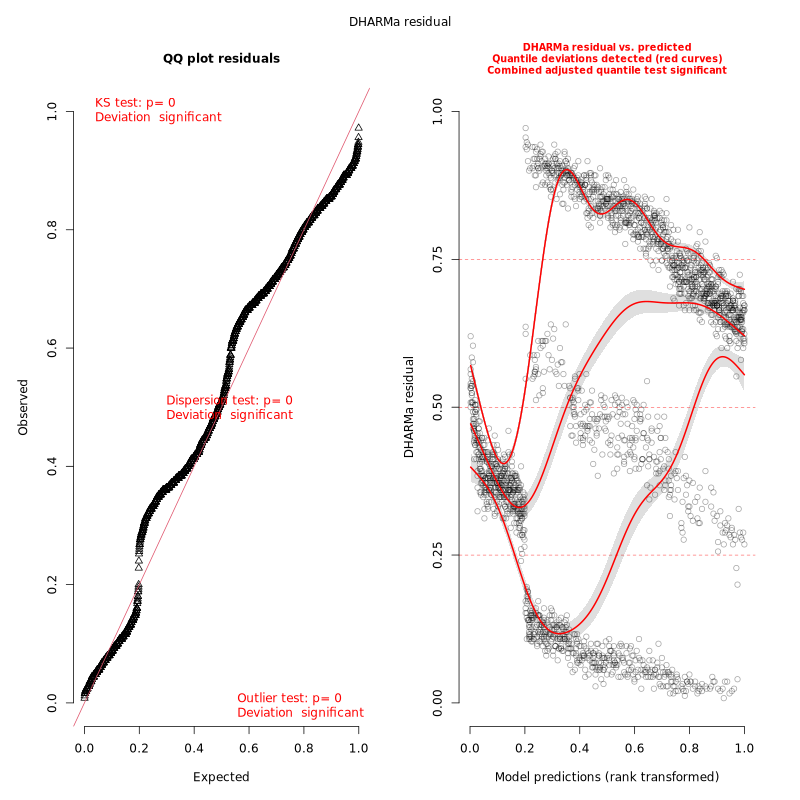 DHARMa residual
QQ plot residuals
KS test: p= 0
Deviation  significant
Dispersion test: p= 0
Deviation  significant
Outlier test: p= 0
Deviation  significant
Observed
0.0
0.2
0.4
0.6
0.8
1.0
0.0
0.2
0.4
0.6
0.8
1.0
Expected
DHARMa residual vs. predicted
Quantile deviations detected (red curves)
Combined adjusted quantile test significant
DHARMa residual
0.00
0.25
0.50
0.75
1.00
0.0
0.2
0.4
0.6
0.8
1.0
Model predictions (rank transformed)